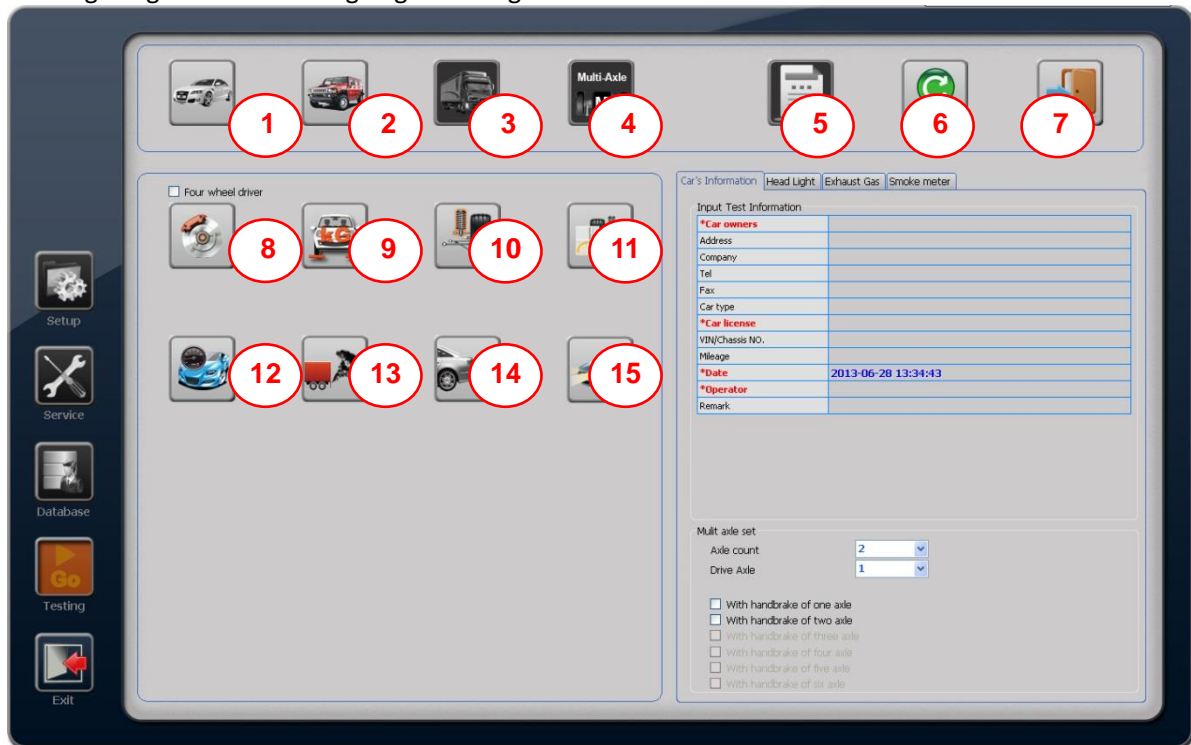 Multi-Axle
1
2
3
4
5
6
7
Four wheel driver
KG
8
9
10
11
12
13
14
15
Setup
Service
Database
Go
Testing
Exit
Car's Information Head Light Exhaust Gas Smoke meter
Input Test Information
*Car owners
Address
Company
Tel
Fax
Car type
*Car license
VIN/Chassis NO.
Mileage
*Date 2013-06-28 13:34:43
*Operator
Remark
Mulit axle set
Axle count 2
Drive Axle 1
With handbrake of one axle
With handbrake of two axle
With handbrake of three axle
With handbrake of four axle
With handbrake of five axle
With handbrake of six axle